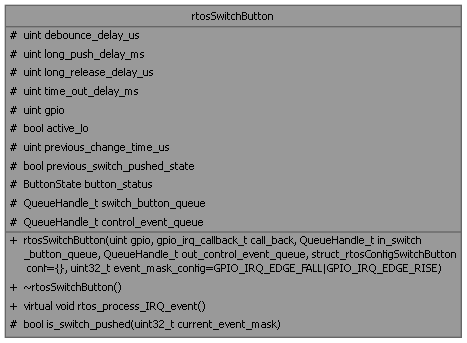 rtosSwitchButton
# uint debounce_delay_us
# uint long_push_delay_ms
# uint long_release_delay_us
# uint time_out_delay_ms
# uint gpio
# bool active_lo
# uint previous_change_time_us
# bool previous_switch_pushed_state
# ButtonState button_status
# QueueHandle_t switch_button_queue
# QueueHandle_t control_event_queue
+ rtosSwitchButton(uint gpio, gpio_irq_callback_t call_back, QueueHandle_t in_switch
_button_queue, QueueHandle_t out_control_event_queue, struct_rtosConfigSwitchButton
conf={}, uint32_t event_mask_config=GPIO_IRQ_EDGE_FALL|GPIO_IRQ_EDGE_RISE)
+ ~rtosSwitchButton()
+ virtual void rtos_process_IRQ_event()
# bool is_switch_pushed(uint32_t current_event_mask)